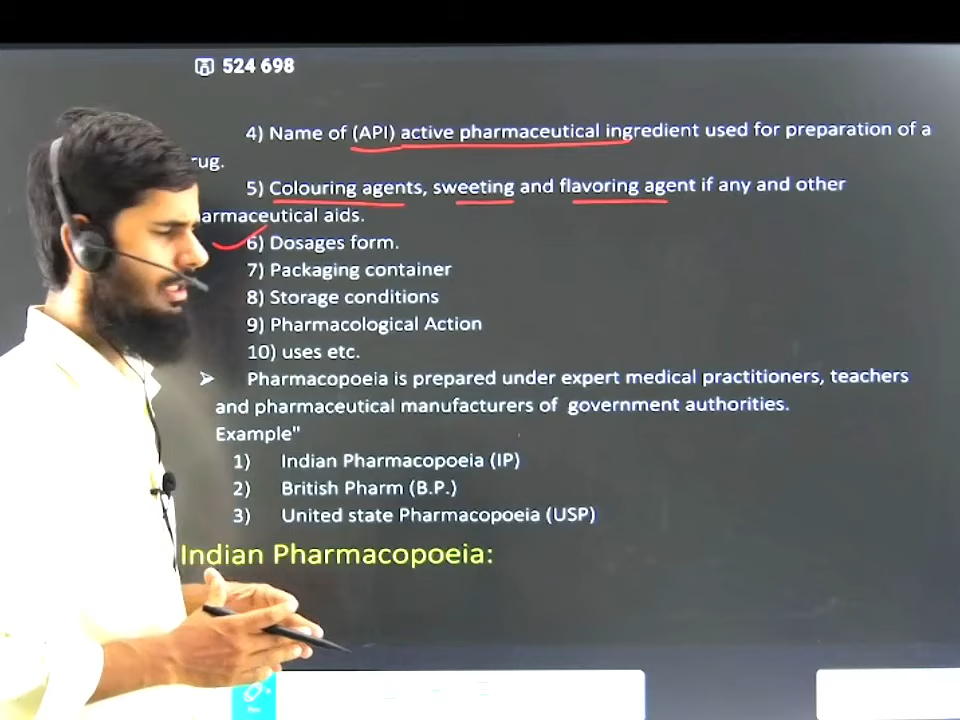 524 698
4) Name of (API) active pharmaceutical ingredient used for preparation of a
rug.
5) Colouring agents, sweeting and flavoring agent if any and other
armaceutical aids.
6) Dosages form.
7) Packaging container
8) Storage conditions
9) Pharmacological Action
10) uses etc.
➢ Pharmacopoeia is prepared under expert medical practitioners, teachers
and pharmaceutical manufacturers of government authorities.
Example"
1) Indian Pharmacopoeia (IP)
2) British Pharm (B.P.)
3) United state Pharmacopoeia (USP)
Indian Pharmacopoeia: